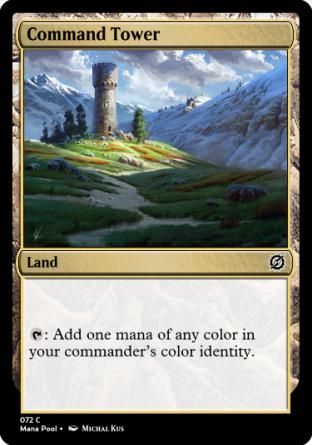 Command Tower
Land
: Add one mana of any color in
your commander's color identity.
072 C
Mana Pool • Michal Kus